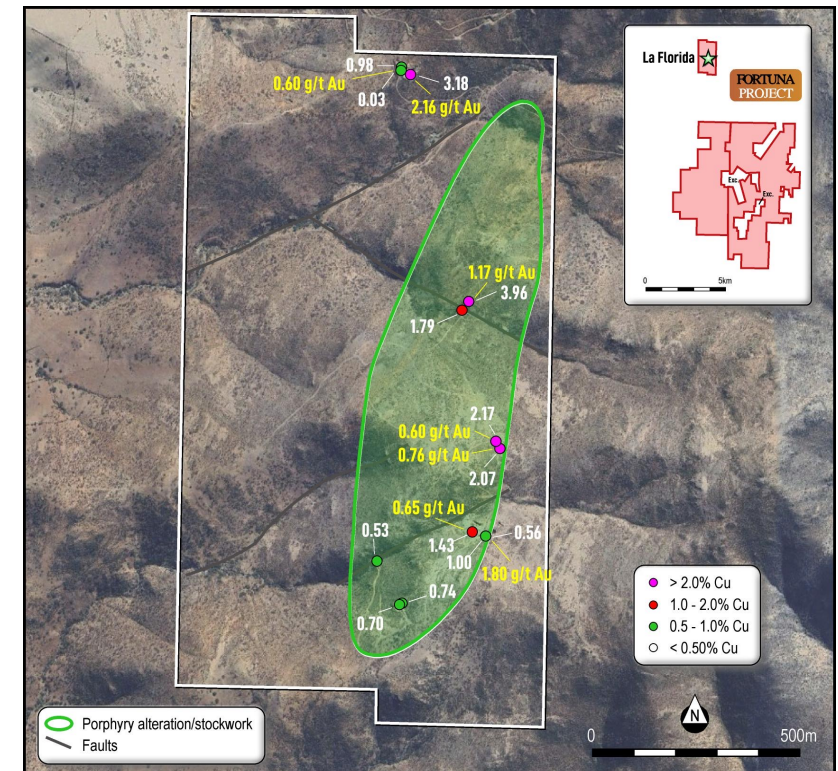 La Florida
FORTUNA
PROJECT
Exc.
Exc.
0
5km
0.98
0.60 g/t Au
0.03
3.18
2.16 g/t Au
1.17 g/t Au
3.96
1.79
2.17
0.60 g/t Au
0.76 g/t Au
2.07
0.65 g/t Au
0.53
1.43
0.56
1.00
1.80 g/t Au
0.74
0.70
> 2.0% Cu
1.0 - 2.0% Cu
0.5 - 1.0% Cu
< 0.50% Cu
N
0
500m
Porphyry alteration/stockwork
Faults